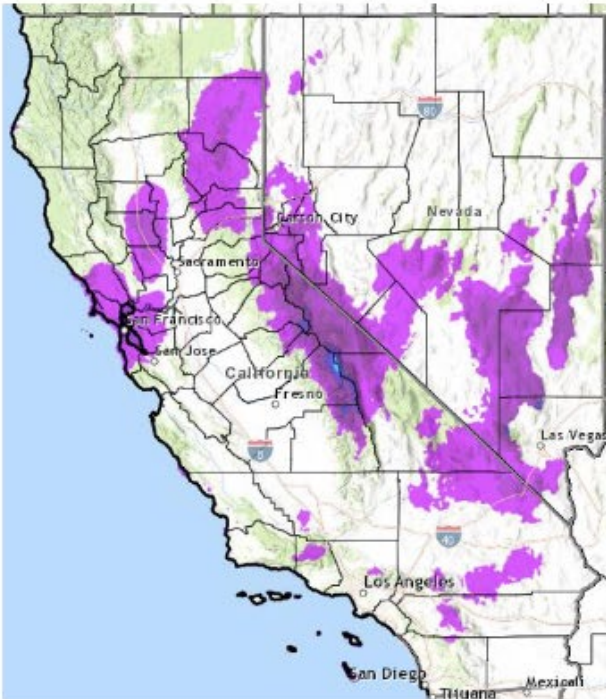 80
Carson City
Nevada
Sacramento
San Francisco
San Jose
California
Fresno
5
Las Vegas
40
Los Angeles
San Diego
Tijuana
Mexicali